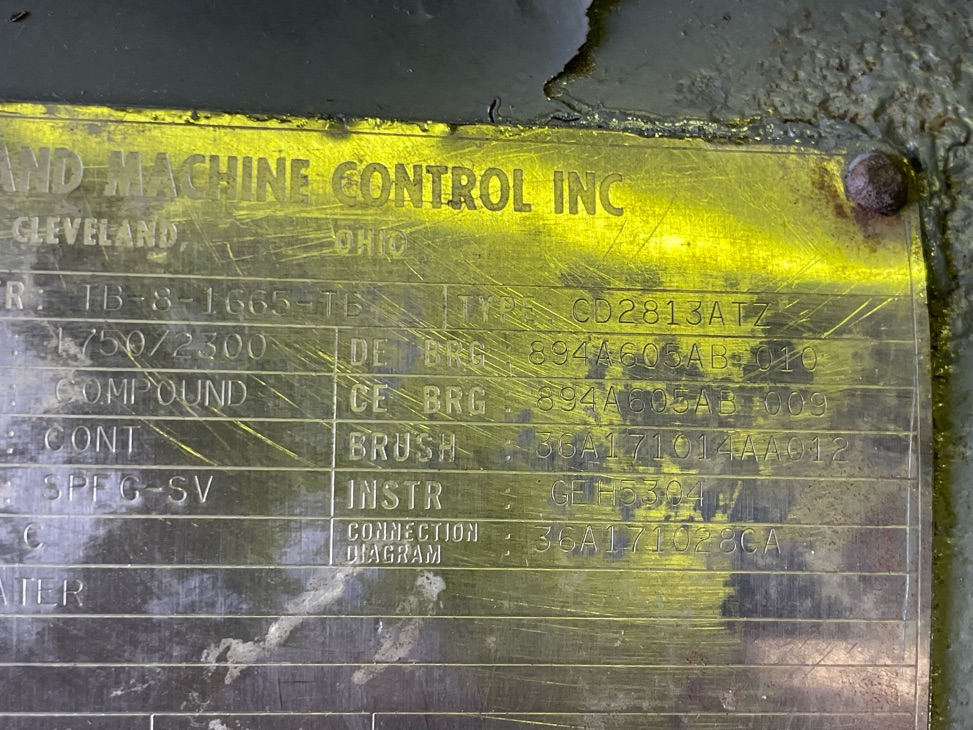 AND MACHINE CONTROL INC
CLEVELAND, OHIO
R: TB-8-1665-TB TYPE CD2813ATZ
: 1750/2300 DE BRG : 894A605AB 010
: COMPOUND CE BRG : 894A605AB 009
: CONT BRUSH : 36A171014AA012
: SPFG-SV INSTR : GEH5304
C CONNECTION DIAGRAM : 36A171028CA
ATER